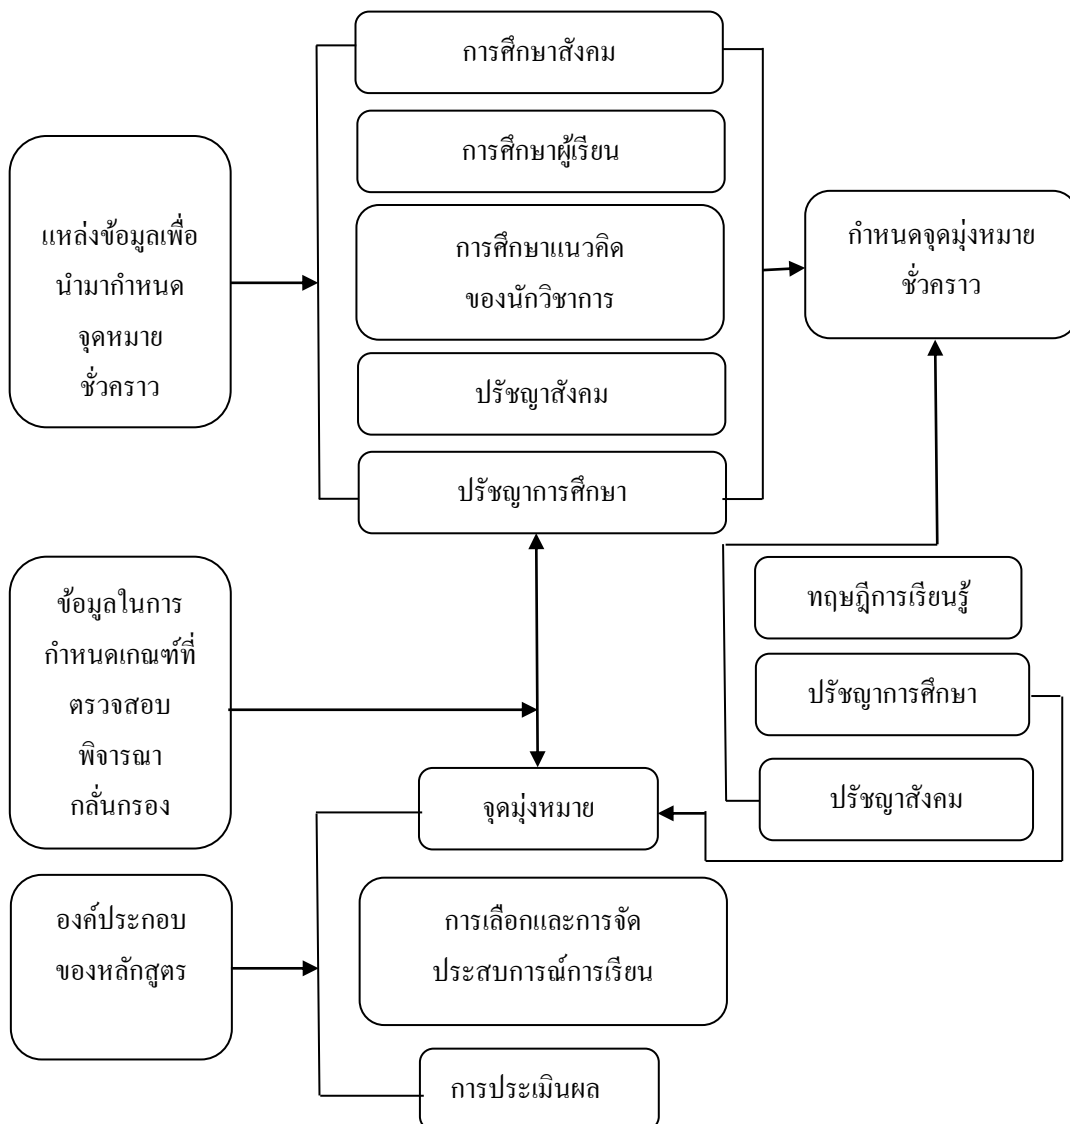 การศึกษาสังคม
การศึกษาผู้เรียน
แหล่งข้อมูลเพื่อ
นำมากำหนด
จุดหมาย
ชั่วคราว
การศึกษาแนวคิด
ของนักวิชาการ
กำหนดจุดมุ่งหมาย
ชั่วคราว
ปรัชญาสังคม
ปรัชญาการศึกษา
ข้อมูลในการ
กำหนดเกณฑ์ที่
ตรวจสอบ
พิจารณา
กลั่นกรอง
ทฤษฎีการเรียนรู้
ปรัชญาการศึกษา
ปรัชญาสังคม
จุดมุ่งหมาย
องค์ประกอบ
ของหลักสูตร
การเลือกและการจัด
ประสบการณ์การเรียน
การประเมินผล